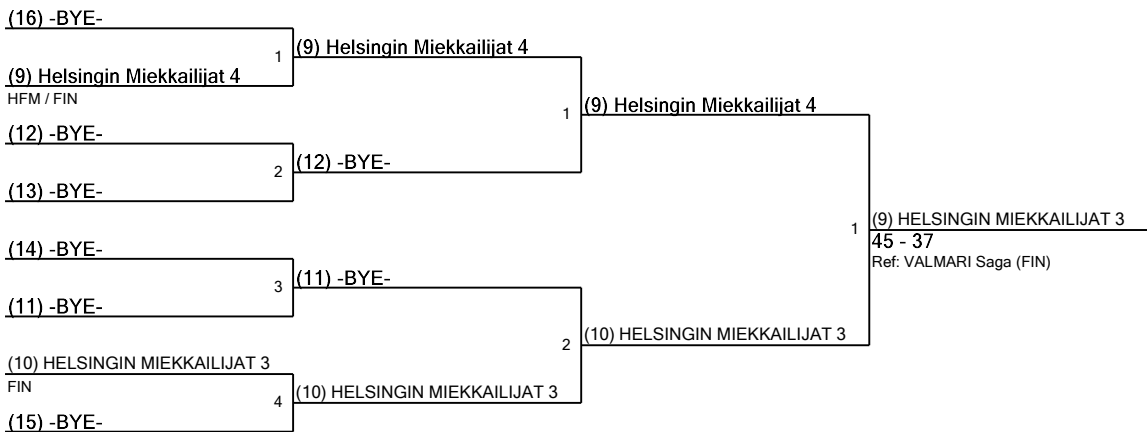 (16) -BYE-
1
(9) Helsingin Miekkailijat 4
(9) Helsingin Miekkailijat 4
HFM / FIN
1
(9) Helsingin Miekkailijat 4
(12) -BYE-
2
(12) -BYE-
(13) -BYE-
1
(9) HELSINGIN MIEKKAILIJAT 3
45 - 37
Ref: VALMARI Saga (FIN)
(14) -BYE-
3
(11) -BYE-
(11) -BYE-
2
(10) HELSINGIN MIEKKAILIJAT 3
(10) HELSINGIN MIEKKAILIJAT 3
FIN
4
(10) HELSINGIN MIEKKAILIJAT 3
(15) -BYE-